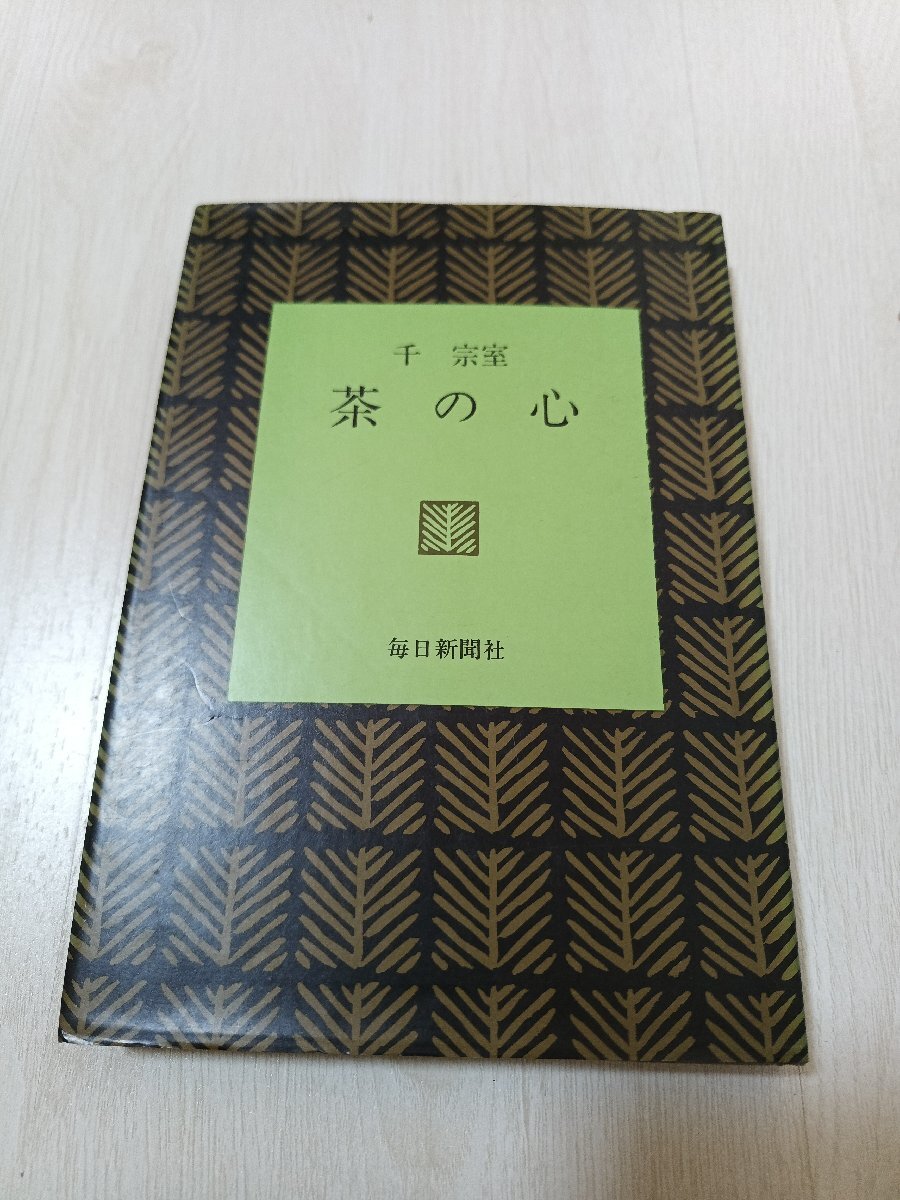 千 宗室
茶の心
毎日新聞社